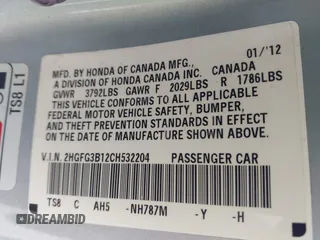 TS8 L1
MFD. BY HONDA OF CANADA MFG., 01/'12
A DIVISION OF HONDA CANADA INC. CANADA
GVWR 3792LBS GAWR F 2029LBS R 1786LBS
THIS VEHICLE CONFORMS TO ALL APPLICABLE
FEDERAL MOTOR VEHICLE SAFETY, BUMPER,
AND THEFT PREVENTION STANDARDS IN EFFECT
ON THE DATE OF MANUFACTURE SHOWN ABOVE.
V.I.N. 2HGFG3B12CH532204 PASSENGER CAR
TS8 C AH5 -NH787M -Y -H
DREAMBID